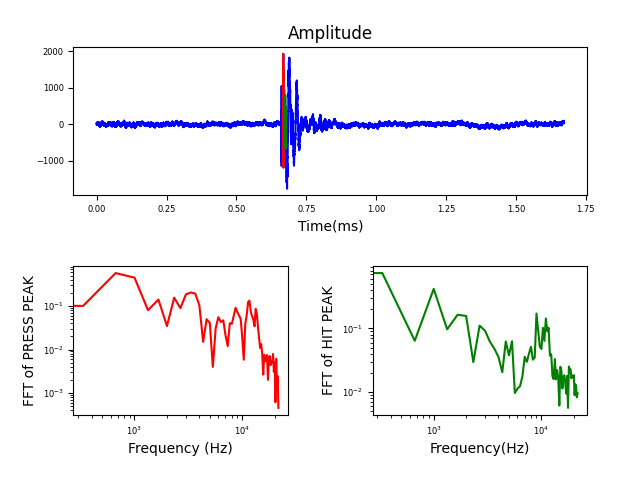 Amplitude
2000
1000
0
−1000
0.00 0.25 0.50 0.75 1.00 1.25 1.50 1.75
Time(ms)
FFT of PRESS PEAK
10⁻¹
10⁻²
10⁻³
10³ 10⁴
Frequency (Hz)
FFT of HIT PEAK
10⁻¹
10⁻²
10³ 10⁴
Frequency(Hz)